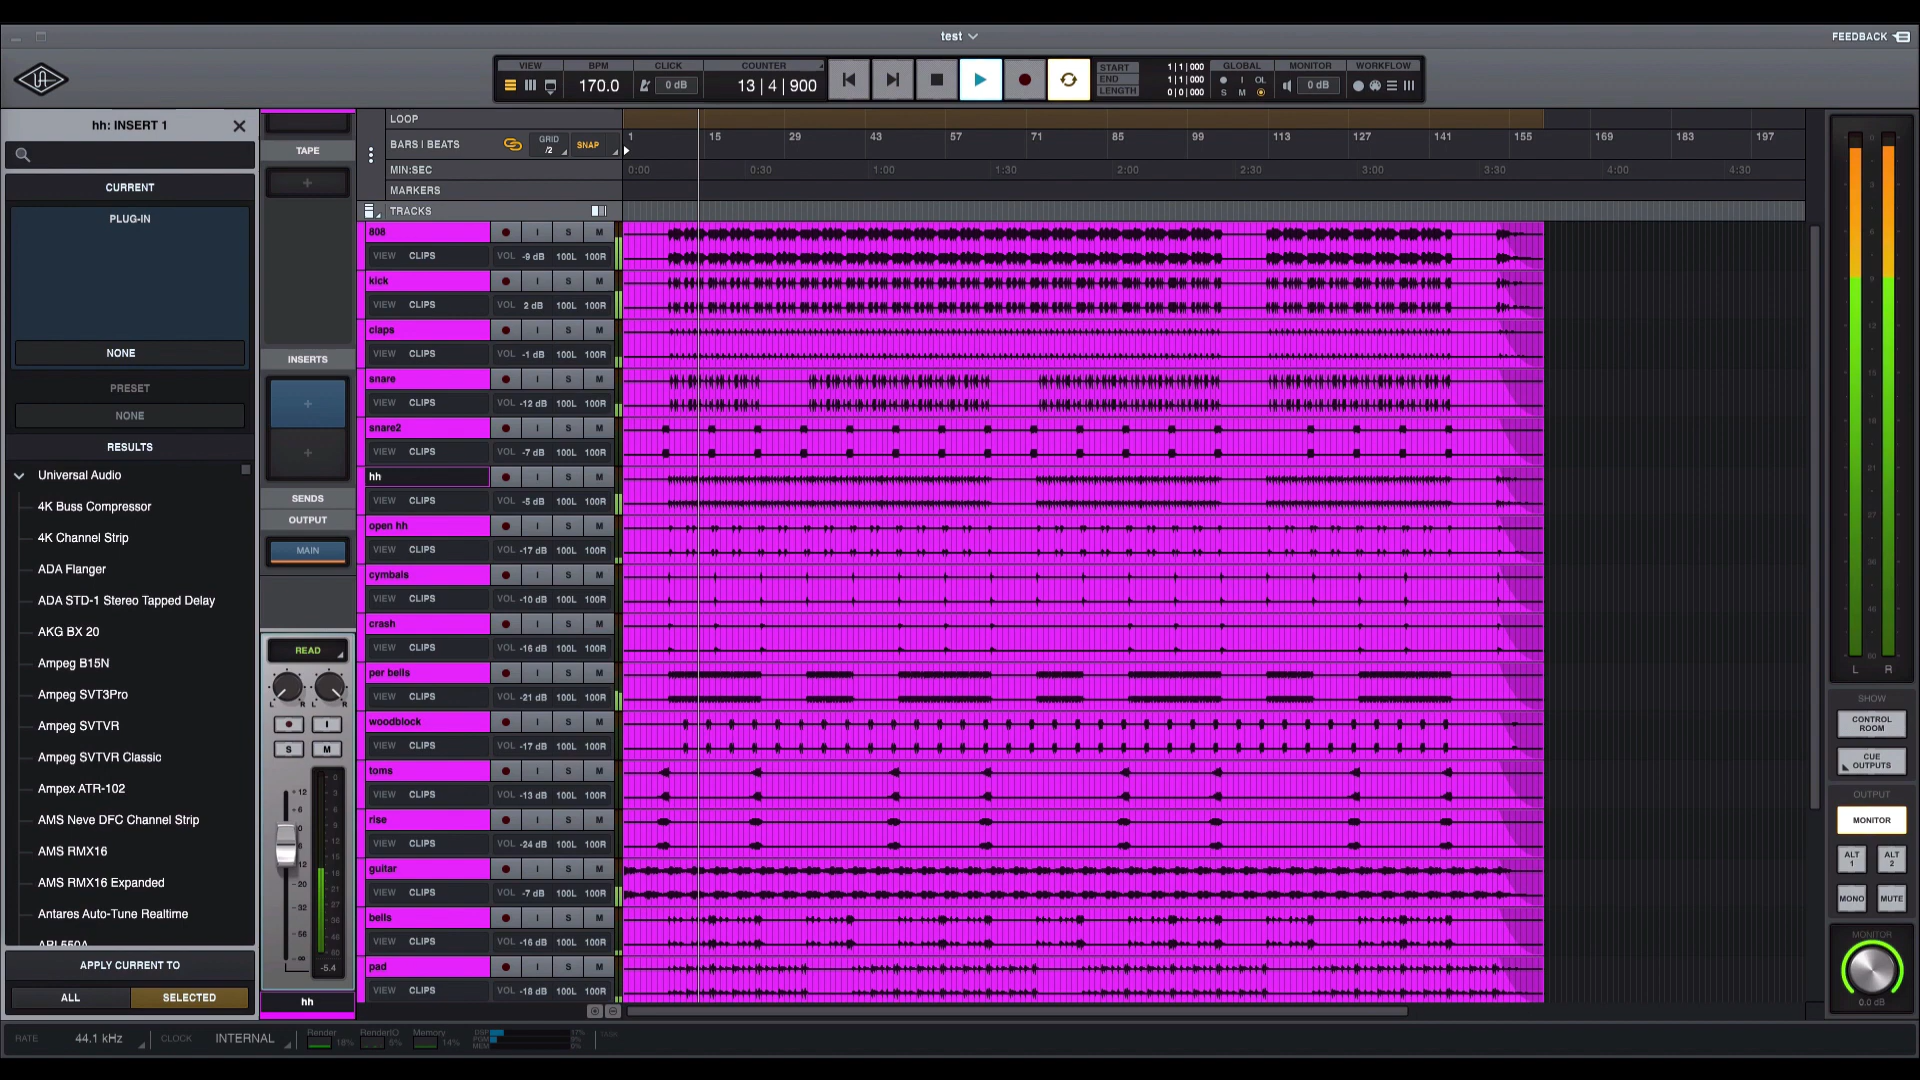 test
FEEDBACK
VIEW BPM CLICK COUNTER
170.0 0 dB 13 | 4 | 900
START 1|1|000
END 1|1|000
LENGTH 0|0|000
GLOBAL MONITOR WORKFLOW
I OL
S M
0 dB
hh: INSERT 1
CURRENT
PLUG-IN
NONE
PRESET
NONE
RESULTS
Universal Audio
4K Buss Compressor
4K Channel Strip
ADA Flanger
ADA STD-1 Stereo Tapped Delay
AKG BX 20
Ampeg B15N
Ampeg SVT3Pro
Ampeg SVTVR
Ampeg SVTVR Classic
Ampex ATR-102
AMS Neve DFC Channel Strip
AMS RMX16
AMS RMX16 Expanded
Antares Auto-Tune Realtime
APPLY CURRENT TO
ALL SELECTED
TAPE
INSERTS
SENDS
OUTPUT
MAIN
READ
L R L R
I
S M
-5.4
hh
LOOP
BARS | BEATS GRID /2 SNAP
1 15 29 43 57 71 85 99 113 127 141 155 169 183 197
MIN:SEC 0:00 0:30 1:00 1:30 2:00 2:30 3:00 3:30 4:00 4:30
MARKERS
TRACKS
808 I S M
VIEW CLIPS VOL -9 dB 100L 100R
kick I S M
VIEW CLIPS VOL 2 dB 100L 100R
claps I S M
VIEW CLIPS VOL -1 dB 100L 100R
snare I S M
VIEW CLIPS VOL -12 dB 100L 100R
snare2 I S M
VIEW CLIPS VOL -7 dB 100L 100R
hh I S M
VIEW CLIPS VOL -5 dB 100L 100R
open hh I S M
VIEW CLIPS VOL -17 dB 100L 100R
cymbals I S M
VIEW CLIPS VOL -10 dB 100L 100R
crash I S M
VIEW CLIPS VOL -16 dB 100L 100R
per bells I S M
VIEW CLIPS VOL -21 dB 100L 100R
woodblock I S M
VIEW CLIPS VOL -17 dB 100L 100R
toms I S M
VIEW CLIPS VOL -13 dB 100L 100R
rise I S M
VIEW CLIPS VOL -24 dB 100L 100R
guitar I S M
VIEW CLIPS VOL -7 dB 100L 100R
bells I S M
VIEW CLIPS VOL -16 dB 100L 100R
pad I S M
VIEW CLIPS VOL -18 dB 100L 100R
L R
SHOW
CONTROL ROOM
CUE OUTPUTS
OUTPUT
MONITOR
ALT 1 ALT 2
MONO MUTE
MONITOR
0.0 dB
RATE 44.1 kHz CLOCK INTERNAL
Render 18% RenderIO 5% Memory 14%
DSP 17%
PGM
MEM